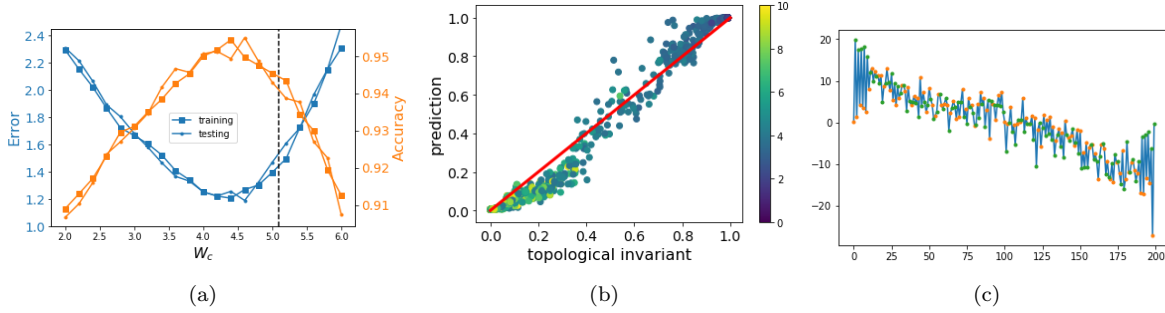 2.4
2.2
2.0
1.8
1.6
1.4
1.2
1.0
Error
training
testing
0.95
0.94
0.93
0.92
0.91
Accuracy
2.0 2.5 3.0 3.5 4.0 4.5 5.0 5.5 6.0
W_c
(a)
1.0
0.8
0.6
0.4
0.2
0.0
prediction
0.0 0.2 0.4 0.6 0.8 1.0
topological invariant
10
8
6
4
2
0
(b)
20
10
0
−10
−20
0 25 50 75 100 125 150 175 200
(c)